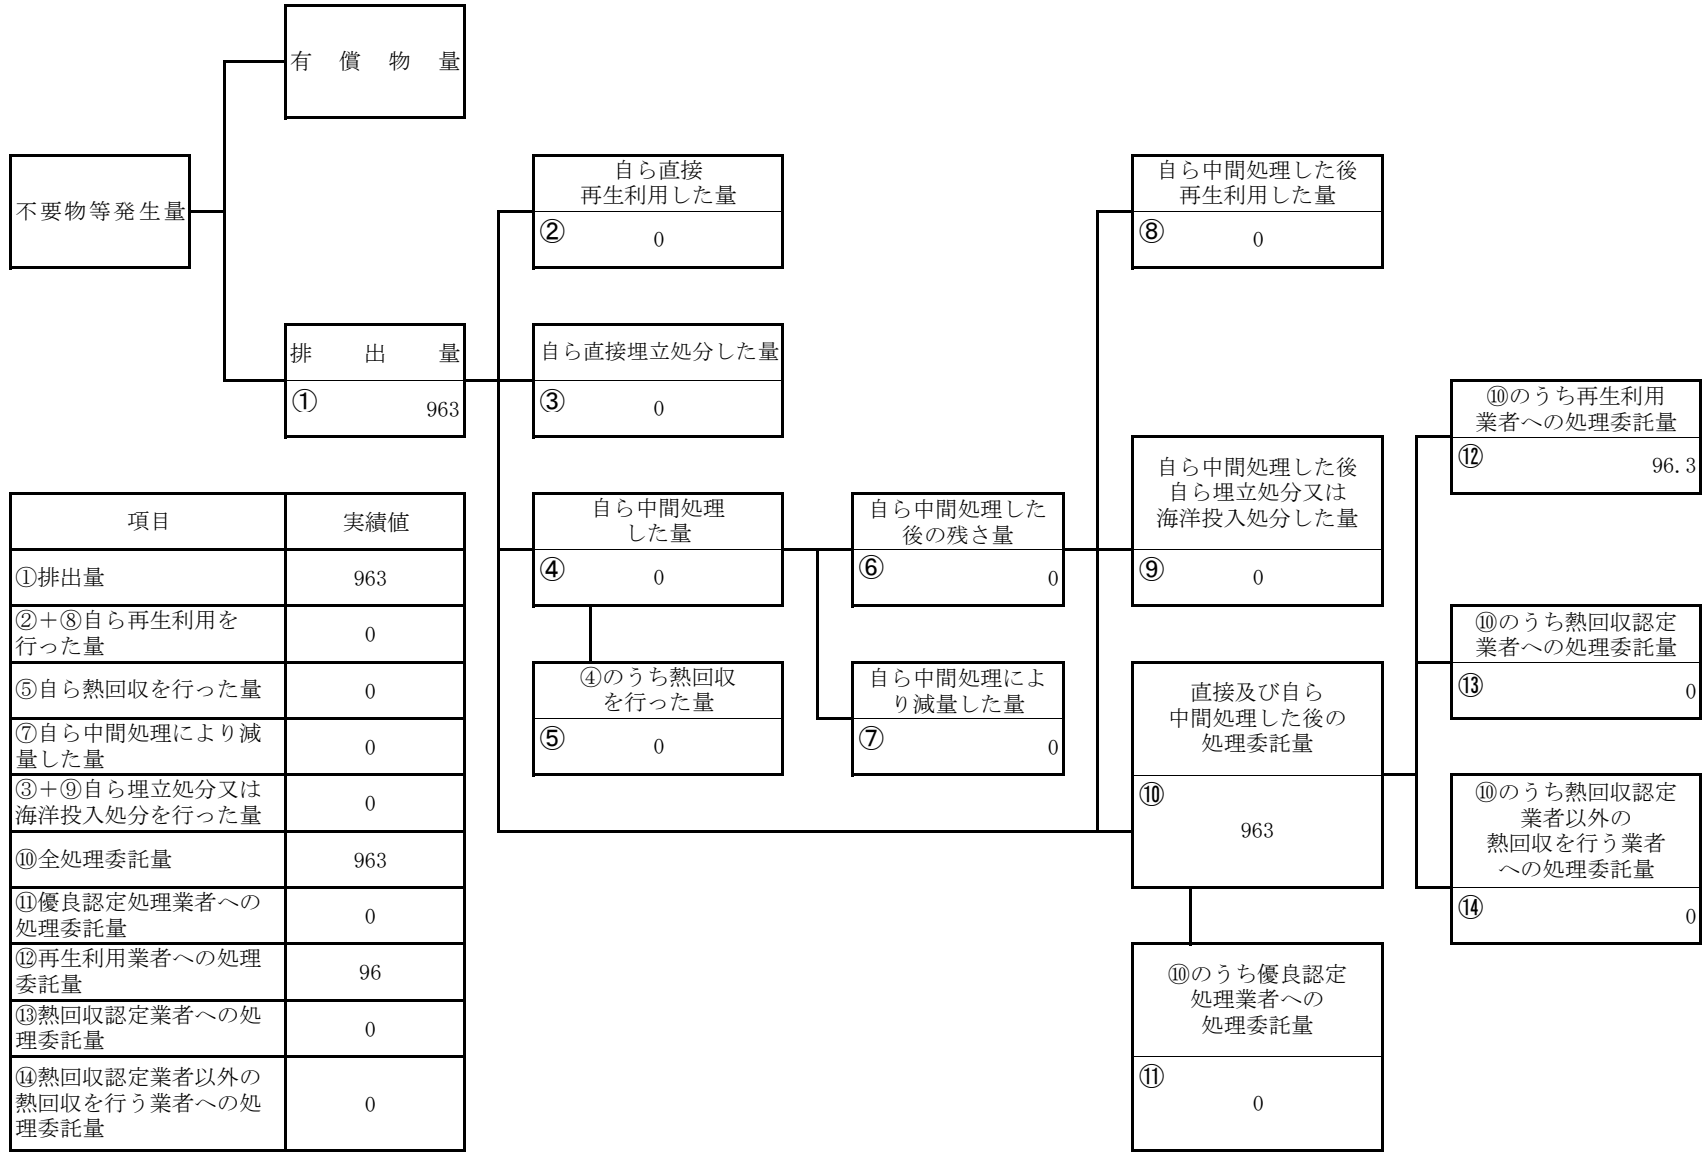 有償物量
不要物等発生量
排出量
① 963
自ら直接
再生利用した量
② 0
自ら直接埋立処分した量
③ 0
自ら中間処理
した量
④ 0
④のうち熱回収
を行った量
⑤ 0
自ら中間処理した
後の残さ量
⑥ 0
自ら中間処理によ
り減量した量
⑦ 0
自ら中間処理した後
再生利用した量
⑧ 0
自ら中間処理した後
自ら埋立処分又は
海洋投入処分した量
⑨ 0
直接及び自ら
中間処理した後の
処理委託量
⑩
963
⑩のうち優良認定
処理業者への
処理委託量
⑪
0
⑩のうち再生利用
業者への処理委託量
⑫ 96.3
⑩のうち熱回収認定
業者への処理委託量
⑬ 0
⑩のうち熱回収認定
業者以外の
熱回収を行う業者
への処理委託量
⑭ 0
項目 実績値
①排出量 963
②＋⑧自ら再生利用を
行った量 0
⑤自ら熱回収を行った量 0
⑦自ら中間処理により減
量した量 0
③＋⑨自ら埋立処分又は
海洋投入処分を行った量 0
⑩全処理委託量 963
⑪優良認定処理業者への
処理委託量 0
⑫再生利用業者への処理
委託量 96
⑬熱回収認定業者への処
理委託量 0
⑭熱回収認定業者以外の
熱回収を行う業者への処
理委託量 0